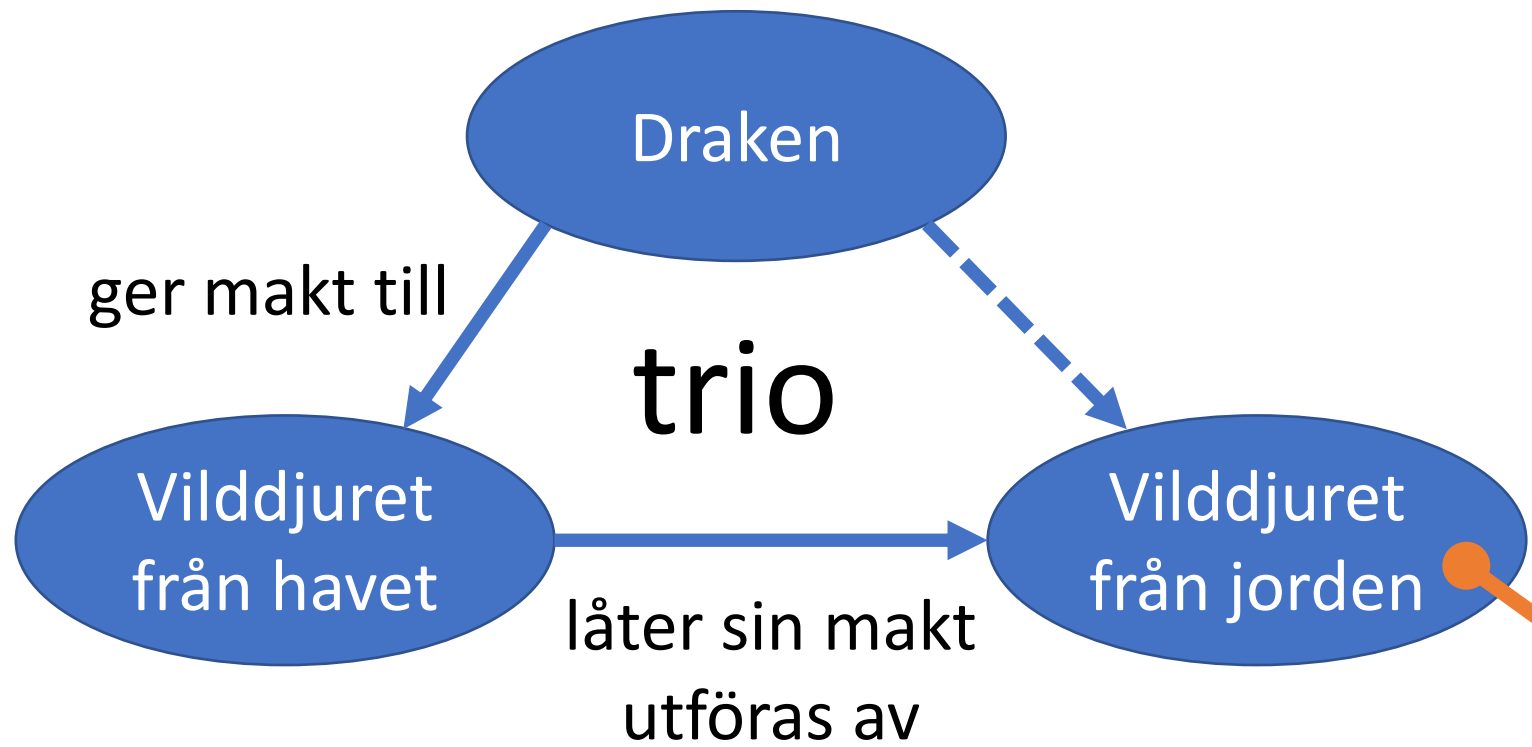 Draken
ger makt till
trio
Vilddjuret
från havet
Vilddjuret
från jorden
låter sin makt
utföras av